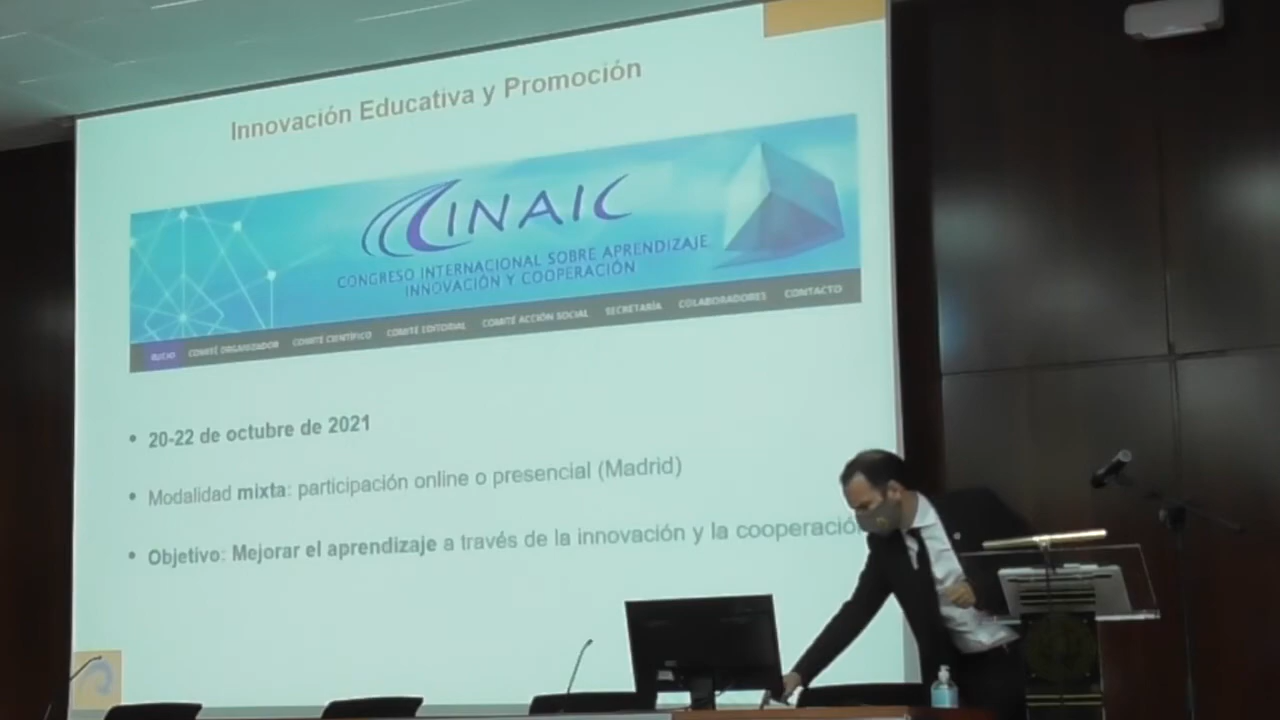 Innovación Educativa y Promoción
CINAIC
CONGRESO INTERNACIONAL SOBRE APRENDIZAJE
INNOVACIÓN Y COOPERACIÓN
INICIO COMITÉ ORGANIZADOR COMITÉ CIENTÍFICO COMITÉ EDITORIAL COMITÉ ACCIÓN SOCIAL SECRETARÍA COLABORADORES CONTACTO
• 20-22 de octubre de 2021
• Modalidad mixta: participación online o presencial (Madrid)
• Objetivo: Mejorar el aprendizaje a través de la innovación y la cooperación